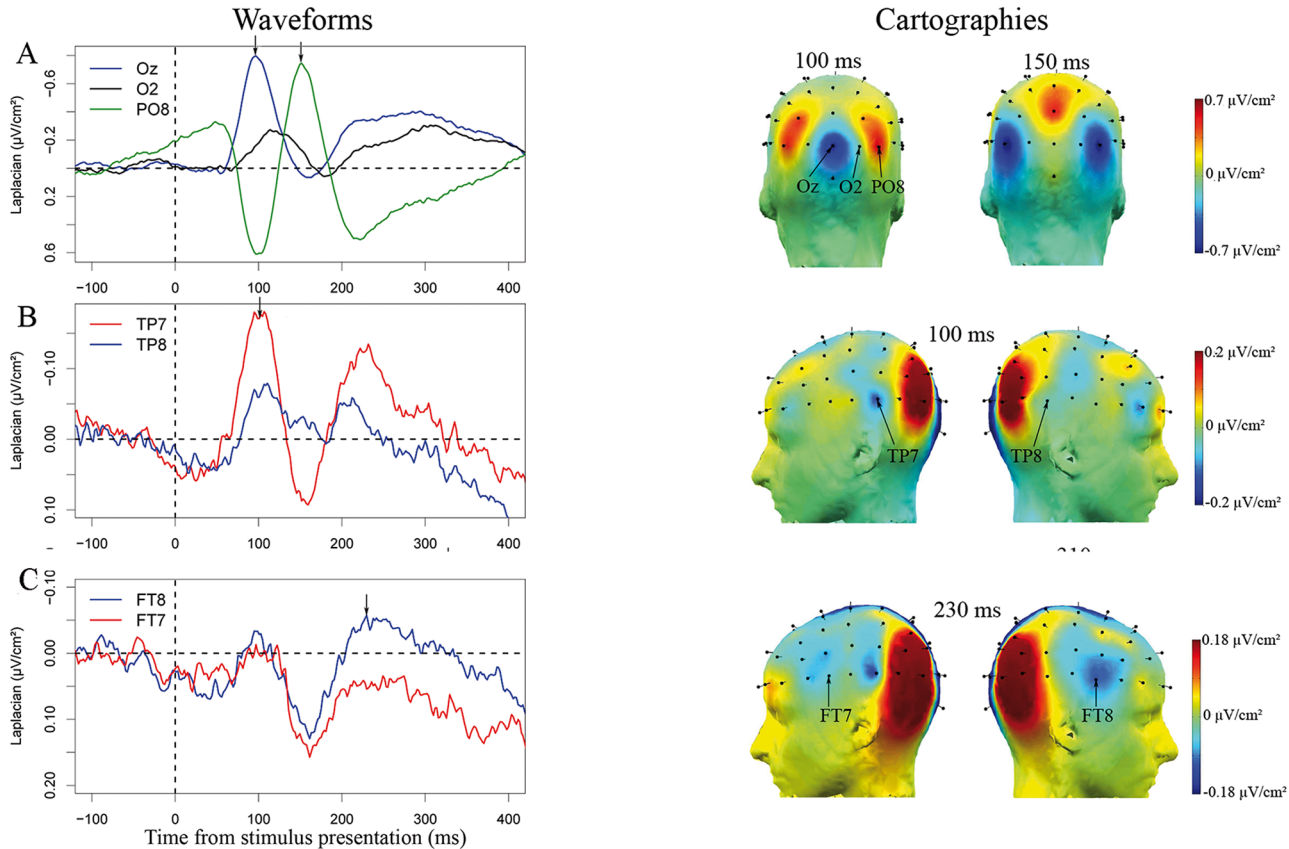 Waveforms
Cartographies
A
Oz
O2
PO8
Laplacian (μV/cm²)
-0.6
-0.2
0.2
0.6
−100
0
100
200
300
400
100 ms
150 ms
Oz
O2
PO8
0.7 μV/cm²
0 μV/cm²
-0.7 μV/cm²
B
TP7
TP8
Laplacian (μV/cm²)
-0.10
0.00
0.10
−100
0
100
200
300
400
100 ms
TP7
TP8
0.2 μV/cm²
0 μV/cm²
-0.2 μV/cm²
C
FT8
FT7
Laplacian (μV/cm²)
-0.10
0.00
0.10
0.20
−100
0
100
200
300
400
Time from stimulus presentation (ms)
230 ms
FT7
FT8
0.18 μV/cm²
0 μV/cm²
-0.18 μV/cm²